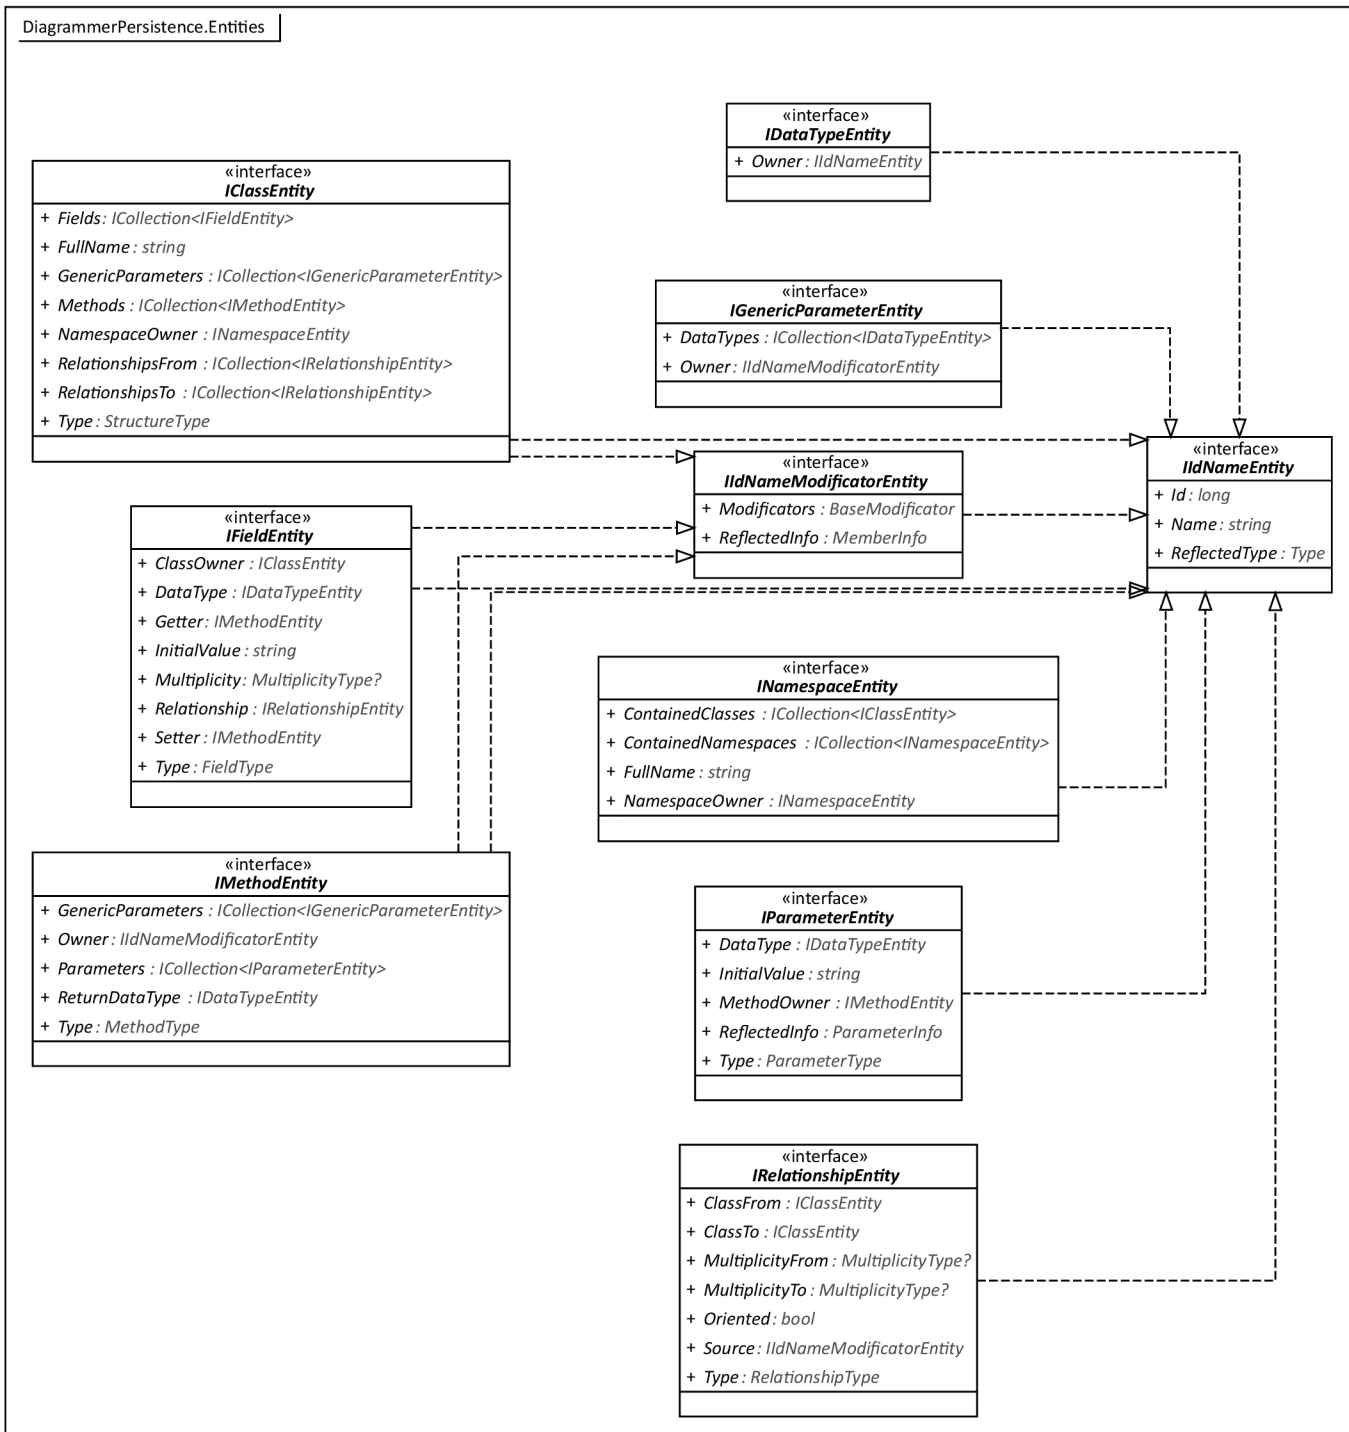 DiagrammerPersistence.Entities
«interface»
IDataTypeEntity
+ Owner : IIdNameEntity
«interface»
IClassEntity
+ Fields : ICollection<IFieldEntity>
+ FullName : string
+ GenericParameters : ICollection<IGenericParameterEntity>
+ Methods : ICollection<IMethodEntity>
+ NamespaceOwner : INamespaceEntity
+ RelationshipsFrom : ICollection<IRelationshipEntity>
+ RelationshipsTo : ICollection<IRelationshipEntity>
+ Type : StructureType
«interface»
IGenericParameterEntity
+ DataTypes : ICollection<IDataTypeEntity>
+ Owner : IIdNameModificatorEntity
«interface»
IIdNameModificatorEntity
+ Modificators : BaseModificator
+ ReflectedInfo : MemberInfo
«interface»
IIdNameEntity
+ Id : long
+ Name : string
+ ReflectedType : Type
«interface»
IFieldEntity
+ ClassOwner : IClassEntity
+ DataType : IDataTypeEntity
+ Getter : IMethodEntity
+ InitialValue : string
+ Multiplicity : MultiplicityType?
+ Relationship : IRelationshipEntity
+ Setter : IMethodEntity
+ Type : FieldType
«interface»
INamespaceEntity
+ ContainedClasses : ICollection<IClassEntity>
+ ContainedNamespaces : ICollection<INamespaceEntity>
+ FullName : string
+ NamespaceOwner : INamespaceEntity
«interface»
IMethodEntity
+ GenericParameters : ICollection<IGenericParameterEntity>
+ Owner : IIdNameModificatorEntity
+ Parameters : ICollection<IParameterEntity>
+ ReturnDataType : IDataTypeEntity
+ Type : MethodType
«interface»
IParameterEntity
+ DataType : IDataTypeEntity
+ InitialValue : string
+ MethodOwner : IMethodEntity
+ ReflectedInfo : ParameterInfo
+ Type : ParameterType
«interface»
IRelationshipEntity
+ ClassFrom : IClassEntity
+ ClassTo : IClassEntity
+ MultiplicityFrom : MultiplicityType?
+ MultiplicityTo : MultiplicityType?
+ Oriented : bool
+ Source : IIdNameModificatorEntity
+ Type : RelationshipType